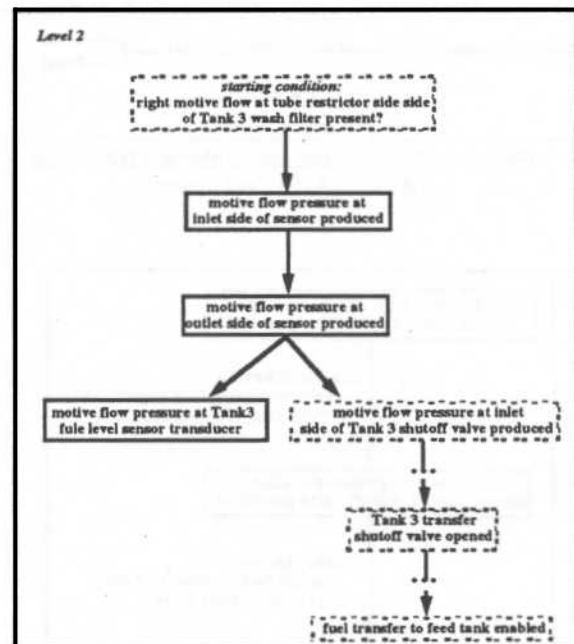 Level 2
starting condition:
right motive flow at tube restrictor side side
of Tank 3 wash filter present?
motive flow pressure at
inlet side of sensor produced
motive flow pressure at
outlet side of sensor produced
motive flow pressure at Tank3
fule level sensor transducer
motive flow pressure at inlet
side of Tank 3 shutoff valve produced
Tank 3 transfer
shutoff valve opened
fuel transfer to feed tank enabled